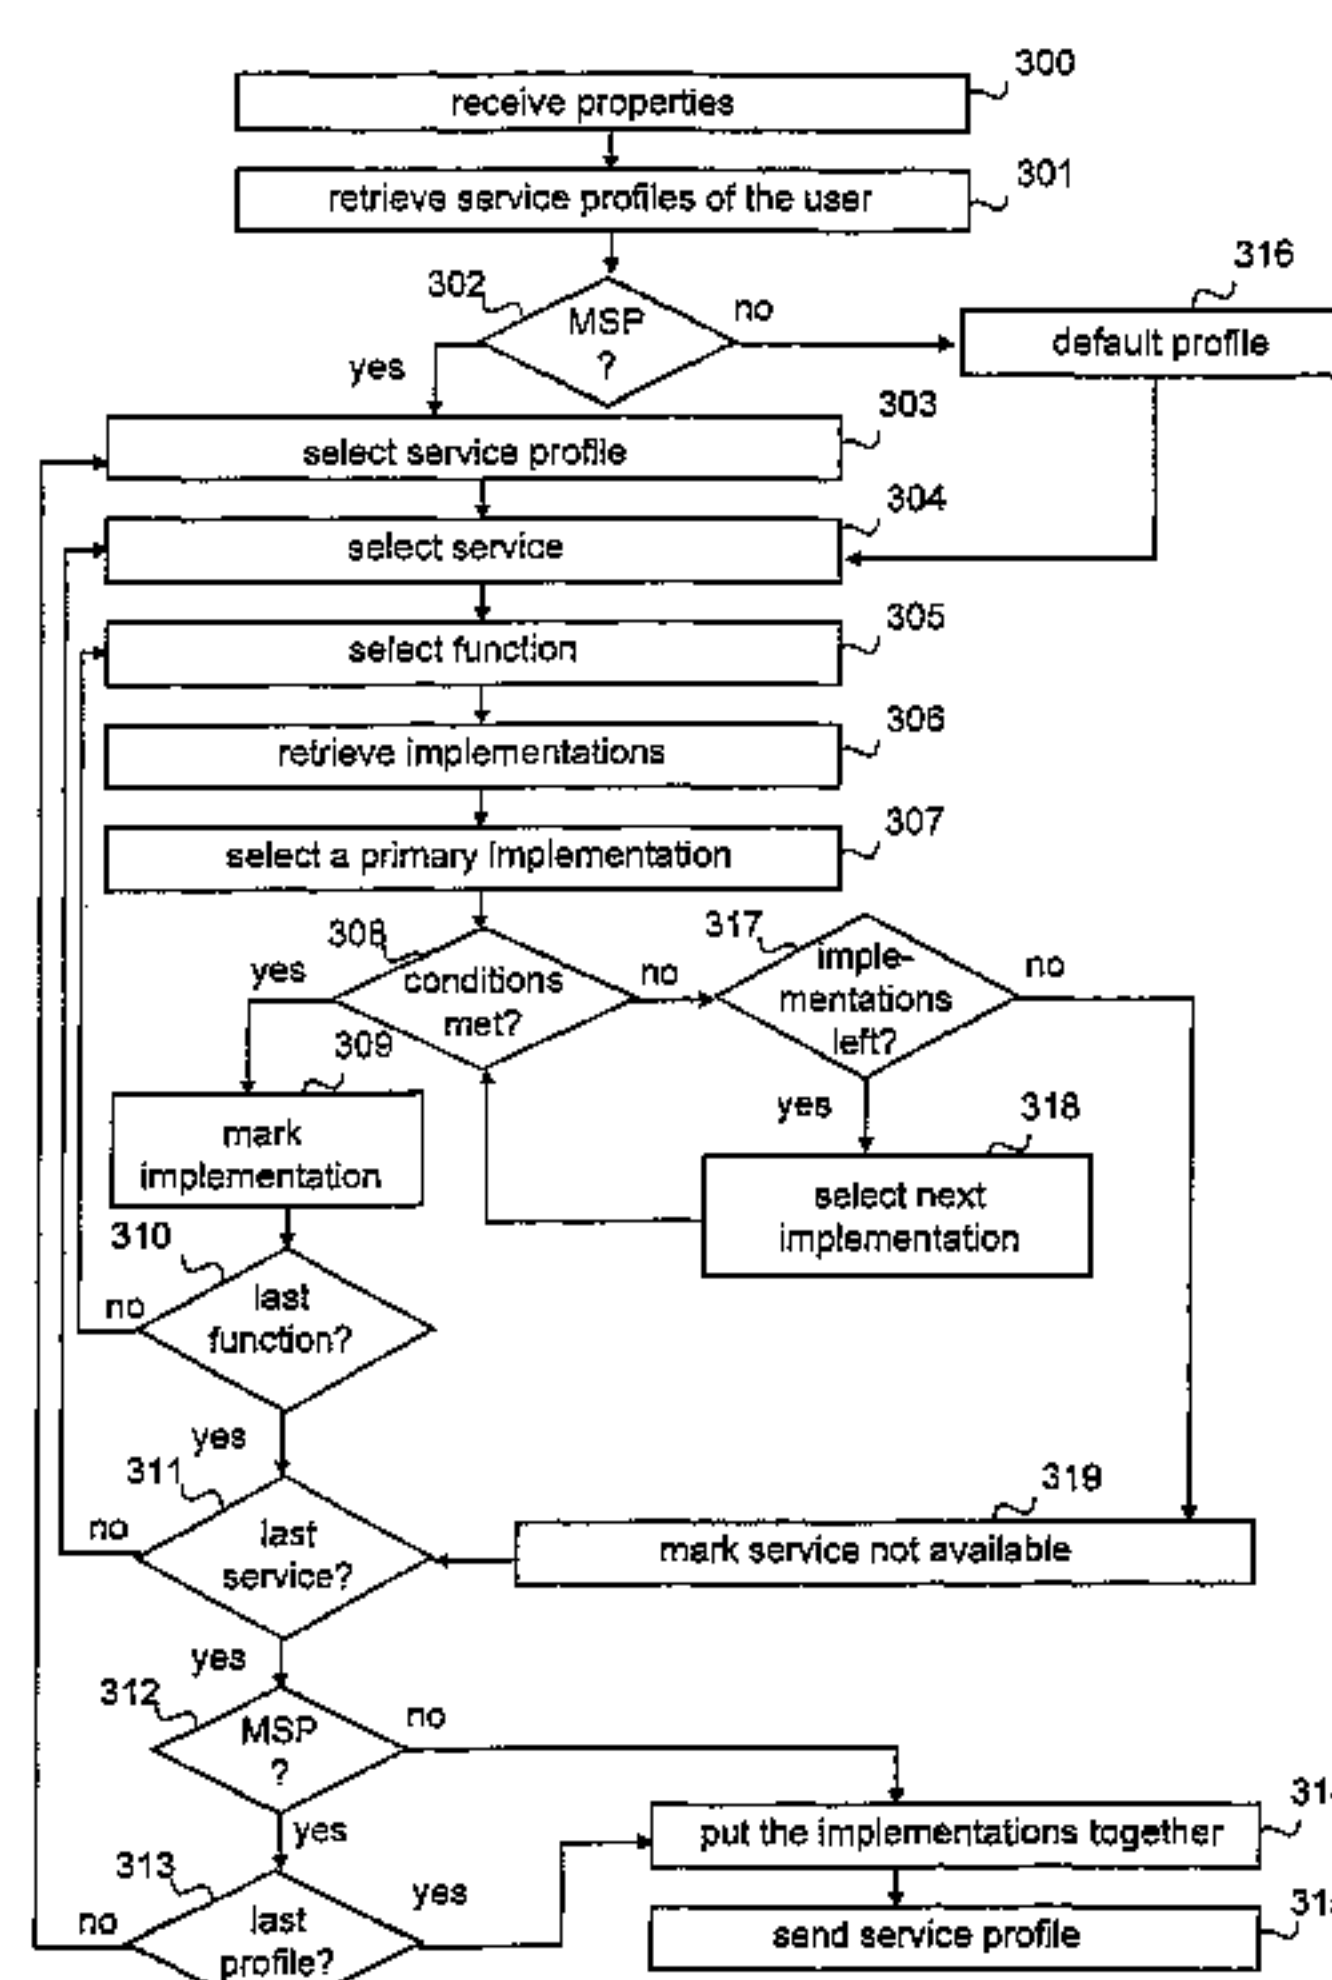 300
receive properties
301
retrieve service profiles of the user
316
302
MSP
?
no
default profile
yes
303
select service profile
304
select service
305
select function
306
retrieve implementations
307
select a primary implementation
308
317
yes
conditions
met?
no
imple-
mentations
left?
no
309
mark
implementation
yes
318
select next
implementation
310
last
function?
no
yes
311
last
service?
no
319
mark service not available
yes
312
MSP
?
no
yes
put the implementations together
313
last
profile?
no
yes
send service profile